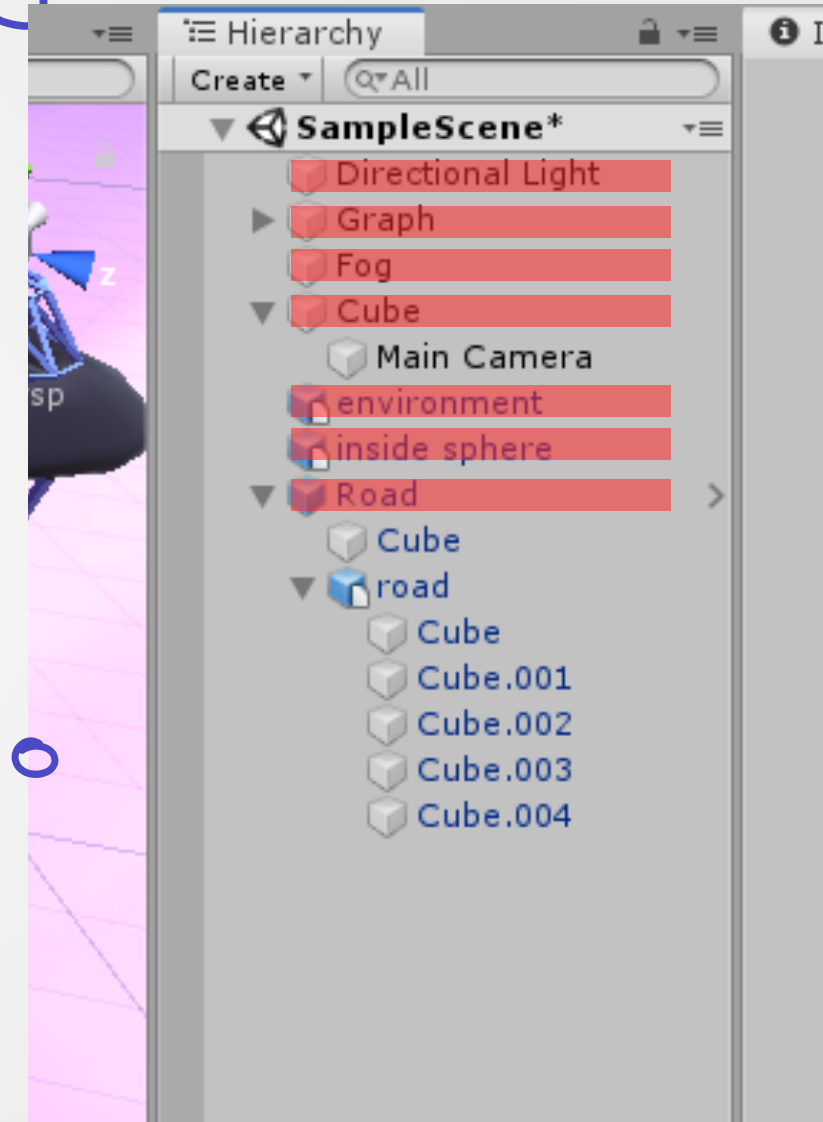 Hierarchy
Create All
SampleScene*
Directional Light
Graph
Fog
z
Cube
Main Camera
sp
environment
inside sphere
Road
Cube
road
Cube
Cube.001
Cube.002
Cube.003
Cube.004